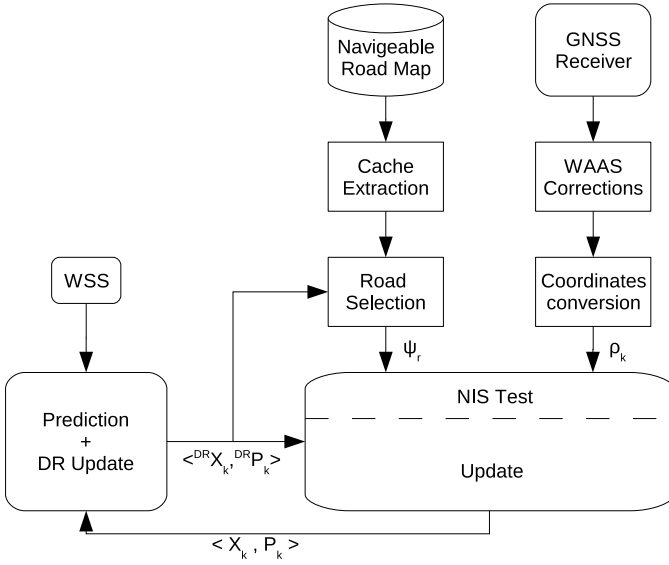 Navigeable
Road Map
GNSS
Receiver
Cache
Extraction
WAAS
Corrections
WSS
Road
Selection
Coordinates
conversion
ψr
ρk
Prediction
+
DR Update
NIS Test
<DRXk,DRPk>
Update
< Xk , Pk >